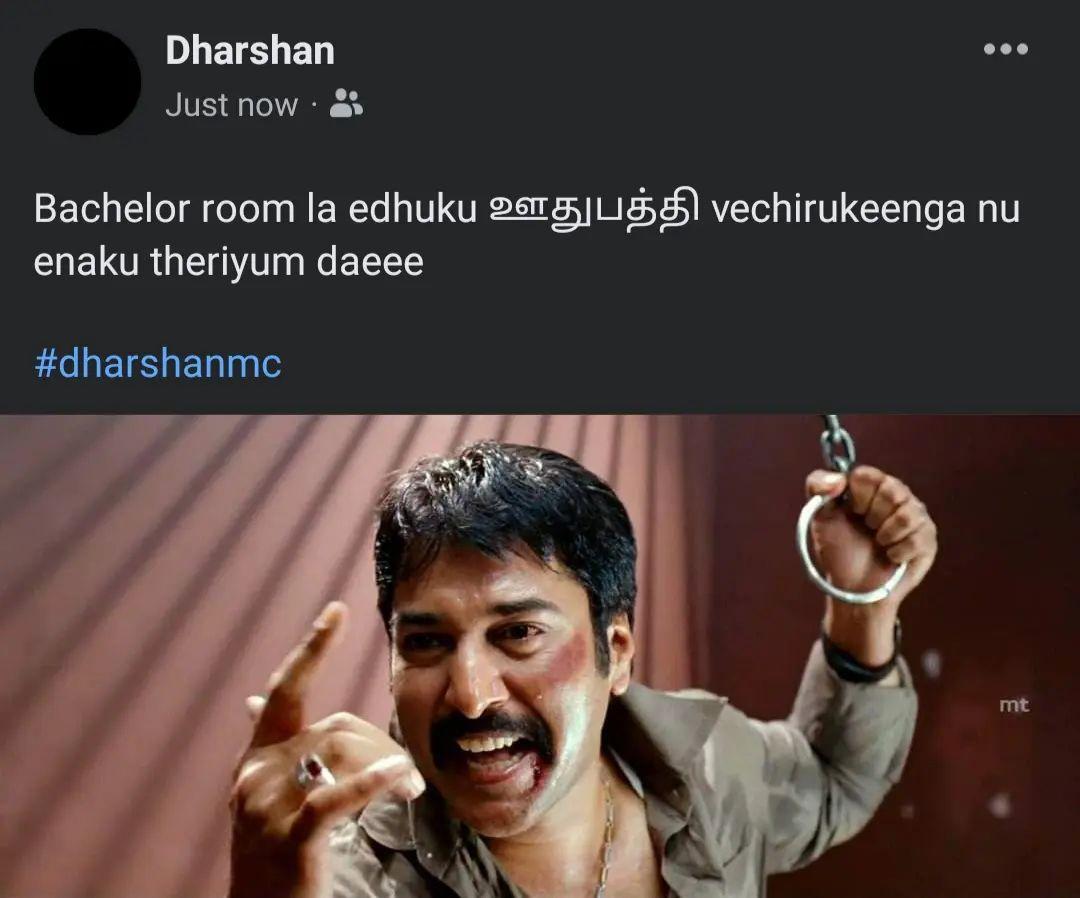 Dharshan
Just now ·
Bachelor room la edhuku ஊதுபத்தி vechirukeenga nu
enaku theriyum daeee
#dharshanmc
mt